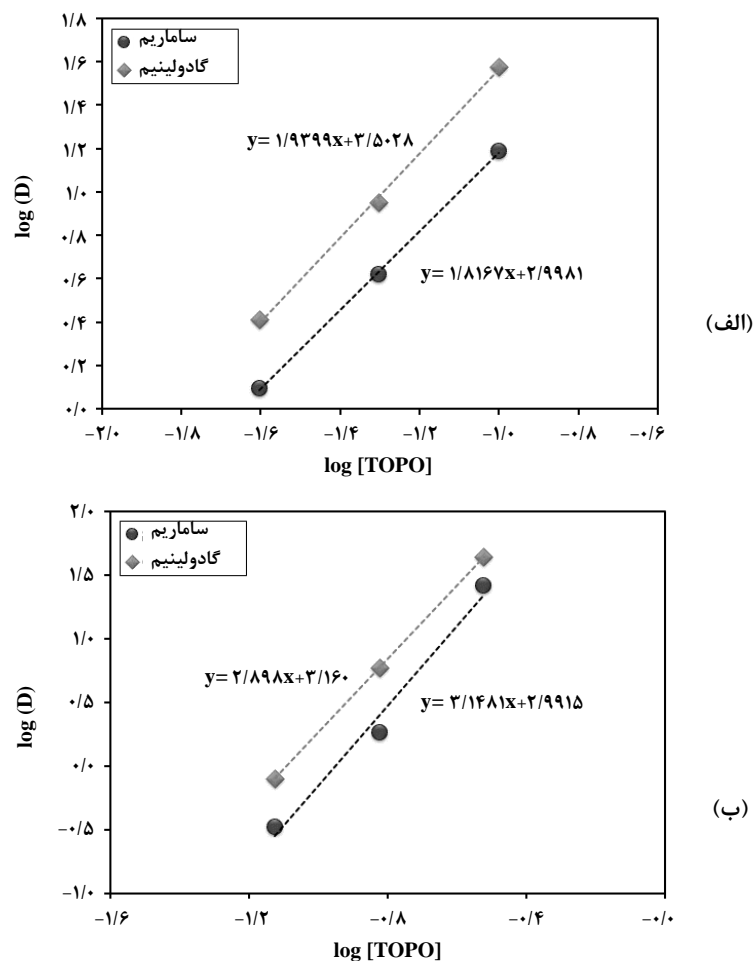 ۱/۸
۱/۶
۱/۴
۱/۲
۱/۰
۰/۸
۰/۶
۰/۴
۰/۲
۰/۰
log (D)
ساماریم
گادولینیم
y= ۱/۹۳۹۹x+۳/۵۰۲۸
y= ۱/۸۱۶۷x+۲/۹۹۸۱
(الف)
−۲/۰ −۱/۸ −۱/۶ −۱/۴ −۱/۲ −۱/۰ −۰/۸ −۰/۶
log [TOPO]
۲/۰
۱/۵
۱/۰
۰/۵
۰/۰
−۰/۵
−۱/۰
log (D)
ساماریم
گادولینیم
y= ۲/۸۹۸x+۳/۱۶۰
y= ۳/۱۴۸۱x+۲/۹۹۱۵
(ب)
−۱/۶ −۱/۲ −۰/۸ −۰/۴ −۰/۰
log [TOPO]